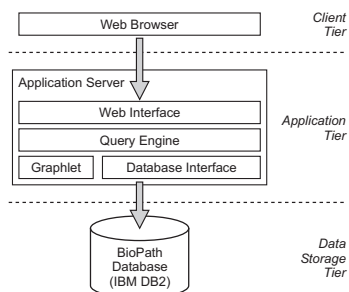 Web Browser
Client
Tier
Application Server
Web Interface
Query Engine
Graphlet
Database Interface
Application
Tier
BioPath
Database
(IBM DB2)
Data
Storage
Tier